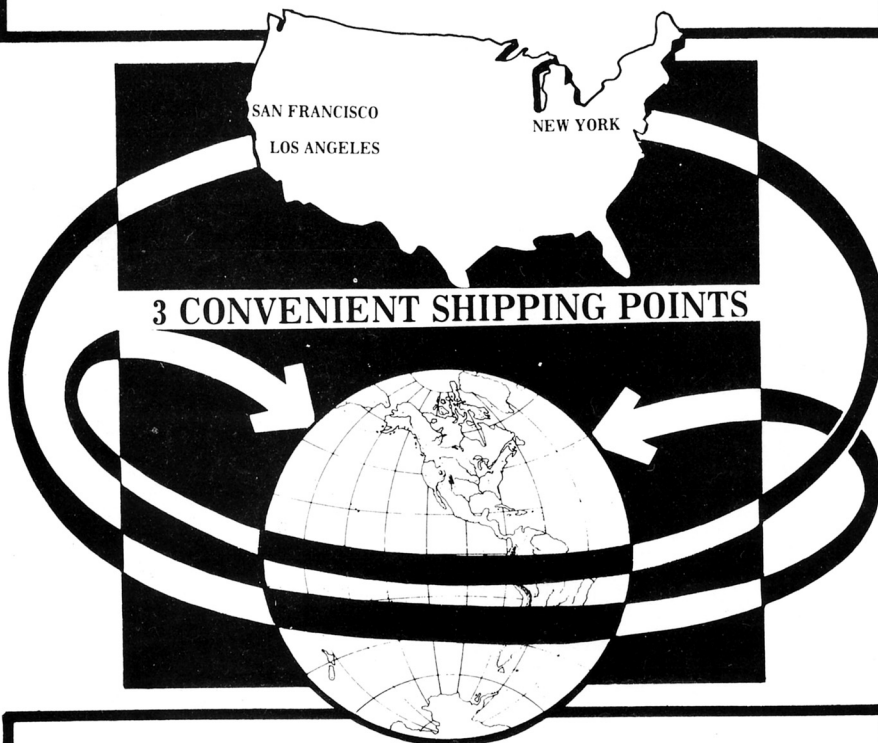 SAN FRANCISCO
NEW YORK
LOS ANGELES
3 CONVENIENT SHIPPING POINTS